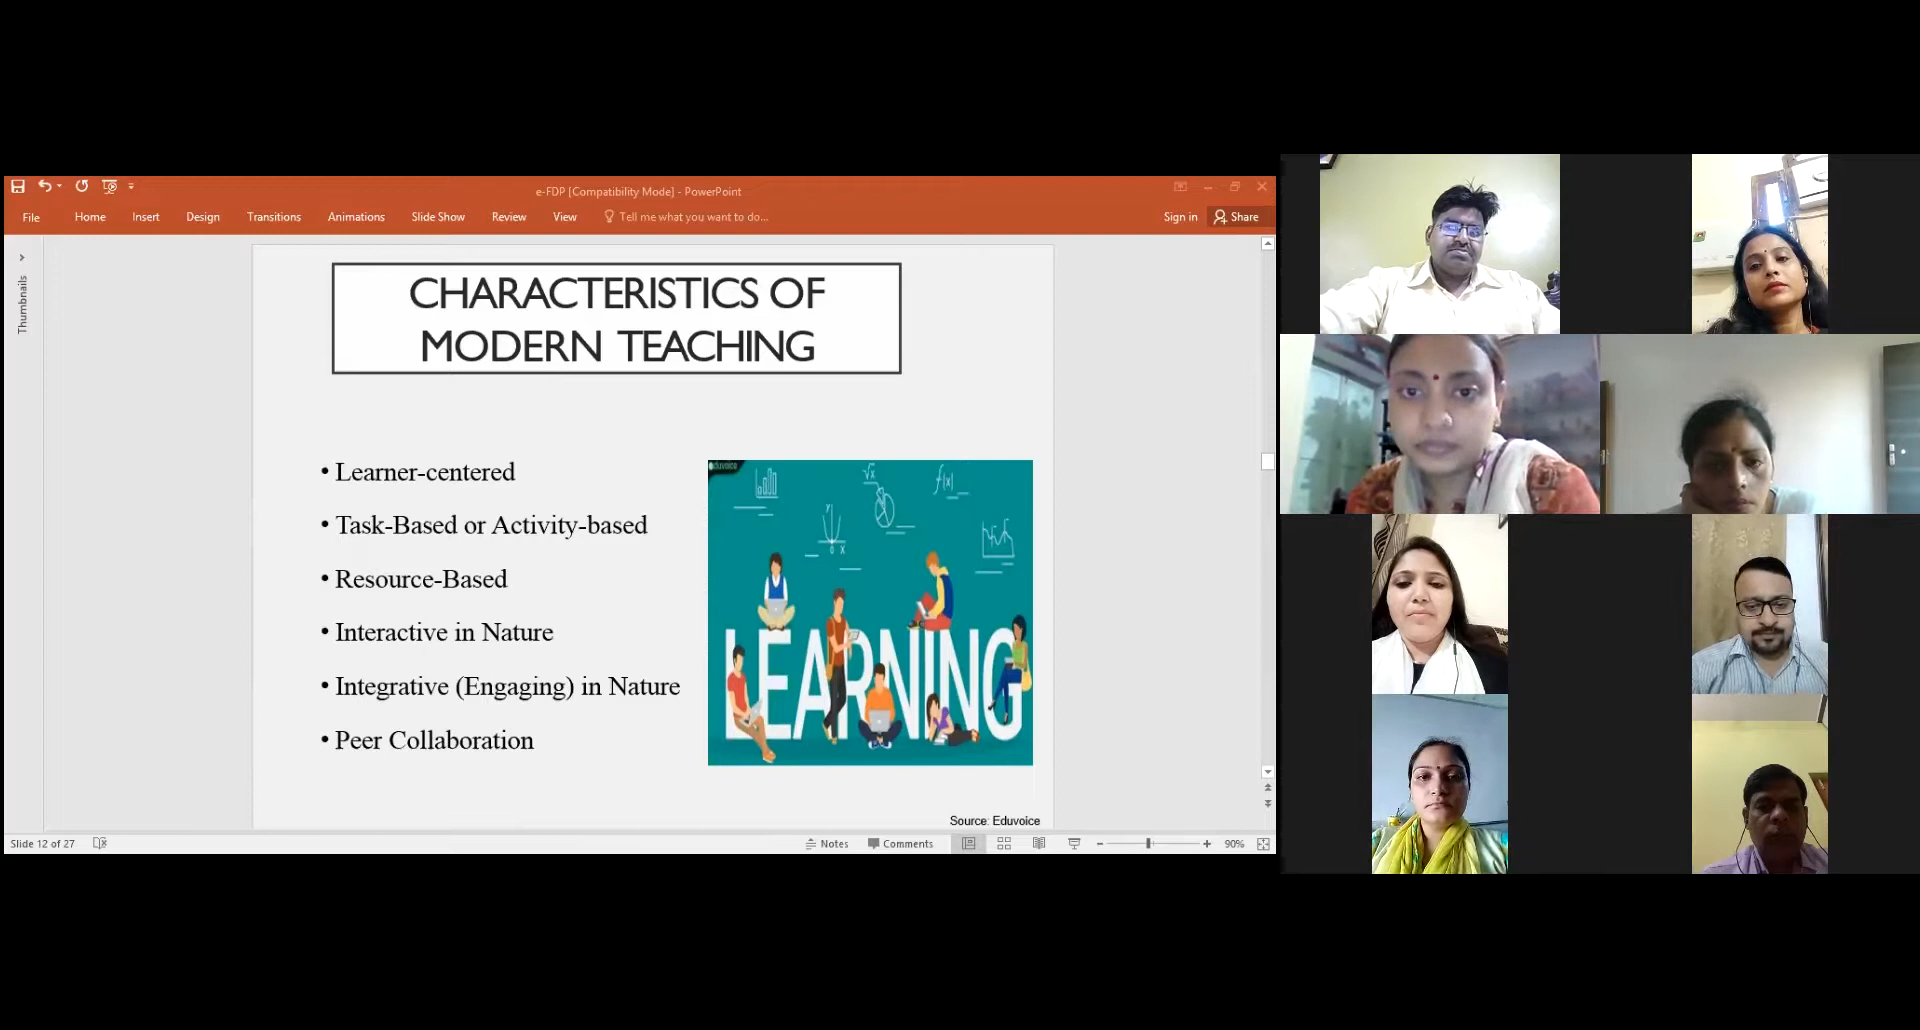 e-FDP [Compatibility Mode] - PowerPoint
File Home Insert Design Transitions Animations Slide Show Review View Tell me what you want to do... Sign in Share
Thumbnails
CHARACTERISTICS OF
MODERN TEACHING
• Learner-centered
• Task-Based or Activity-based
• Resource-Based
• Interactive in Nature
• Integrative (Engaging) in Nature
• Peer Collaboration
eduvoice
√x
f(x)
y
0 x
LEARNING
Source: Eduvoice
Slide 12 of 27 Notes Comments 90%